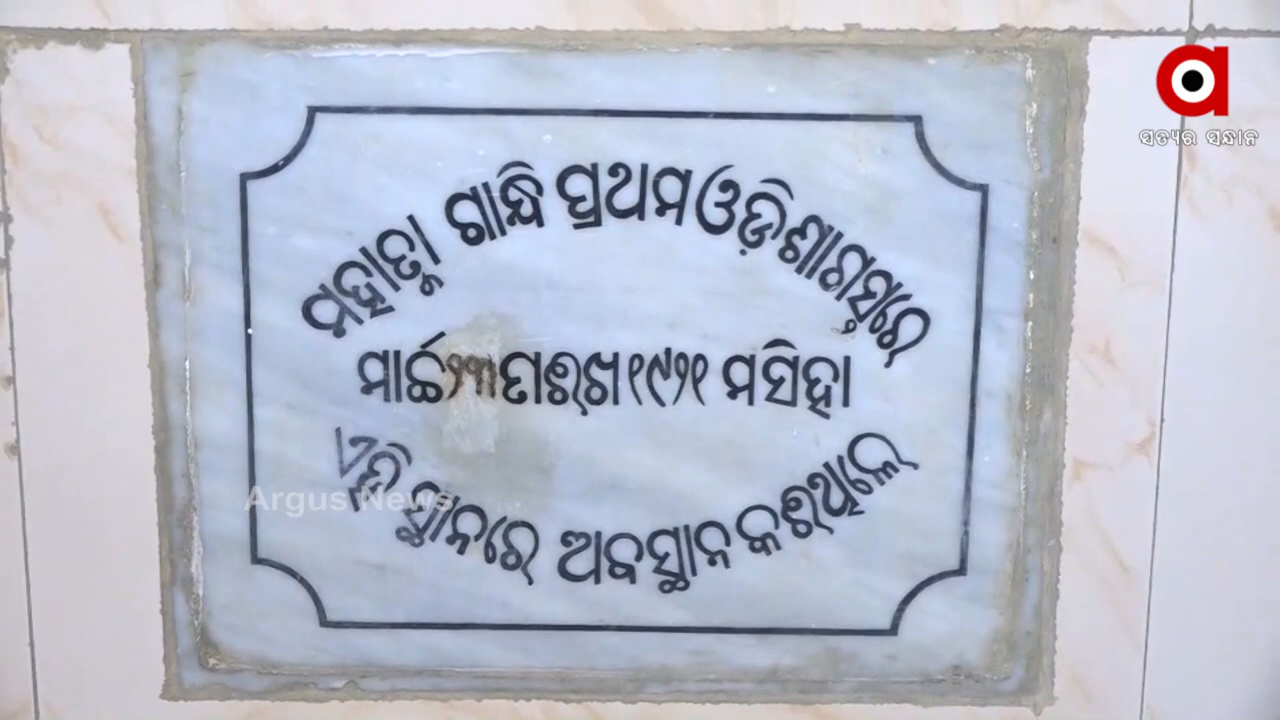 ସତ୍ୟର ସନ୍ଧାନ
ମହାତ୍ମା ଗାନ୍ଧି ପ୍ରଥମ ଓଡ଼ିଶାଗସ୍ତରେ
ମାର୍ଚ୍ଚ ୨୩ ତାରିଖ ୧୯୨୧ ମସିହା
ଏହି ସ୍ଥାନରେ ଅବସ୍ଥାନ କରିଥିଲେ
Argus News